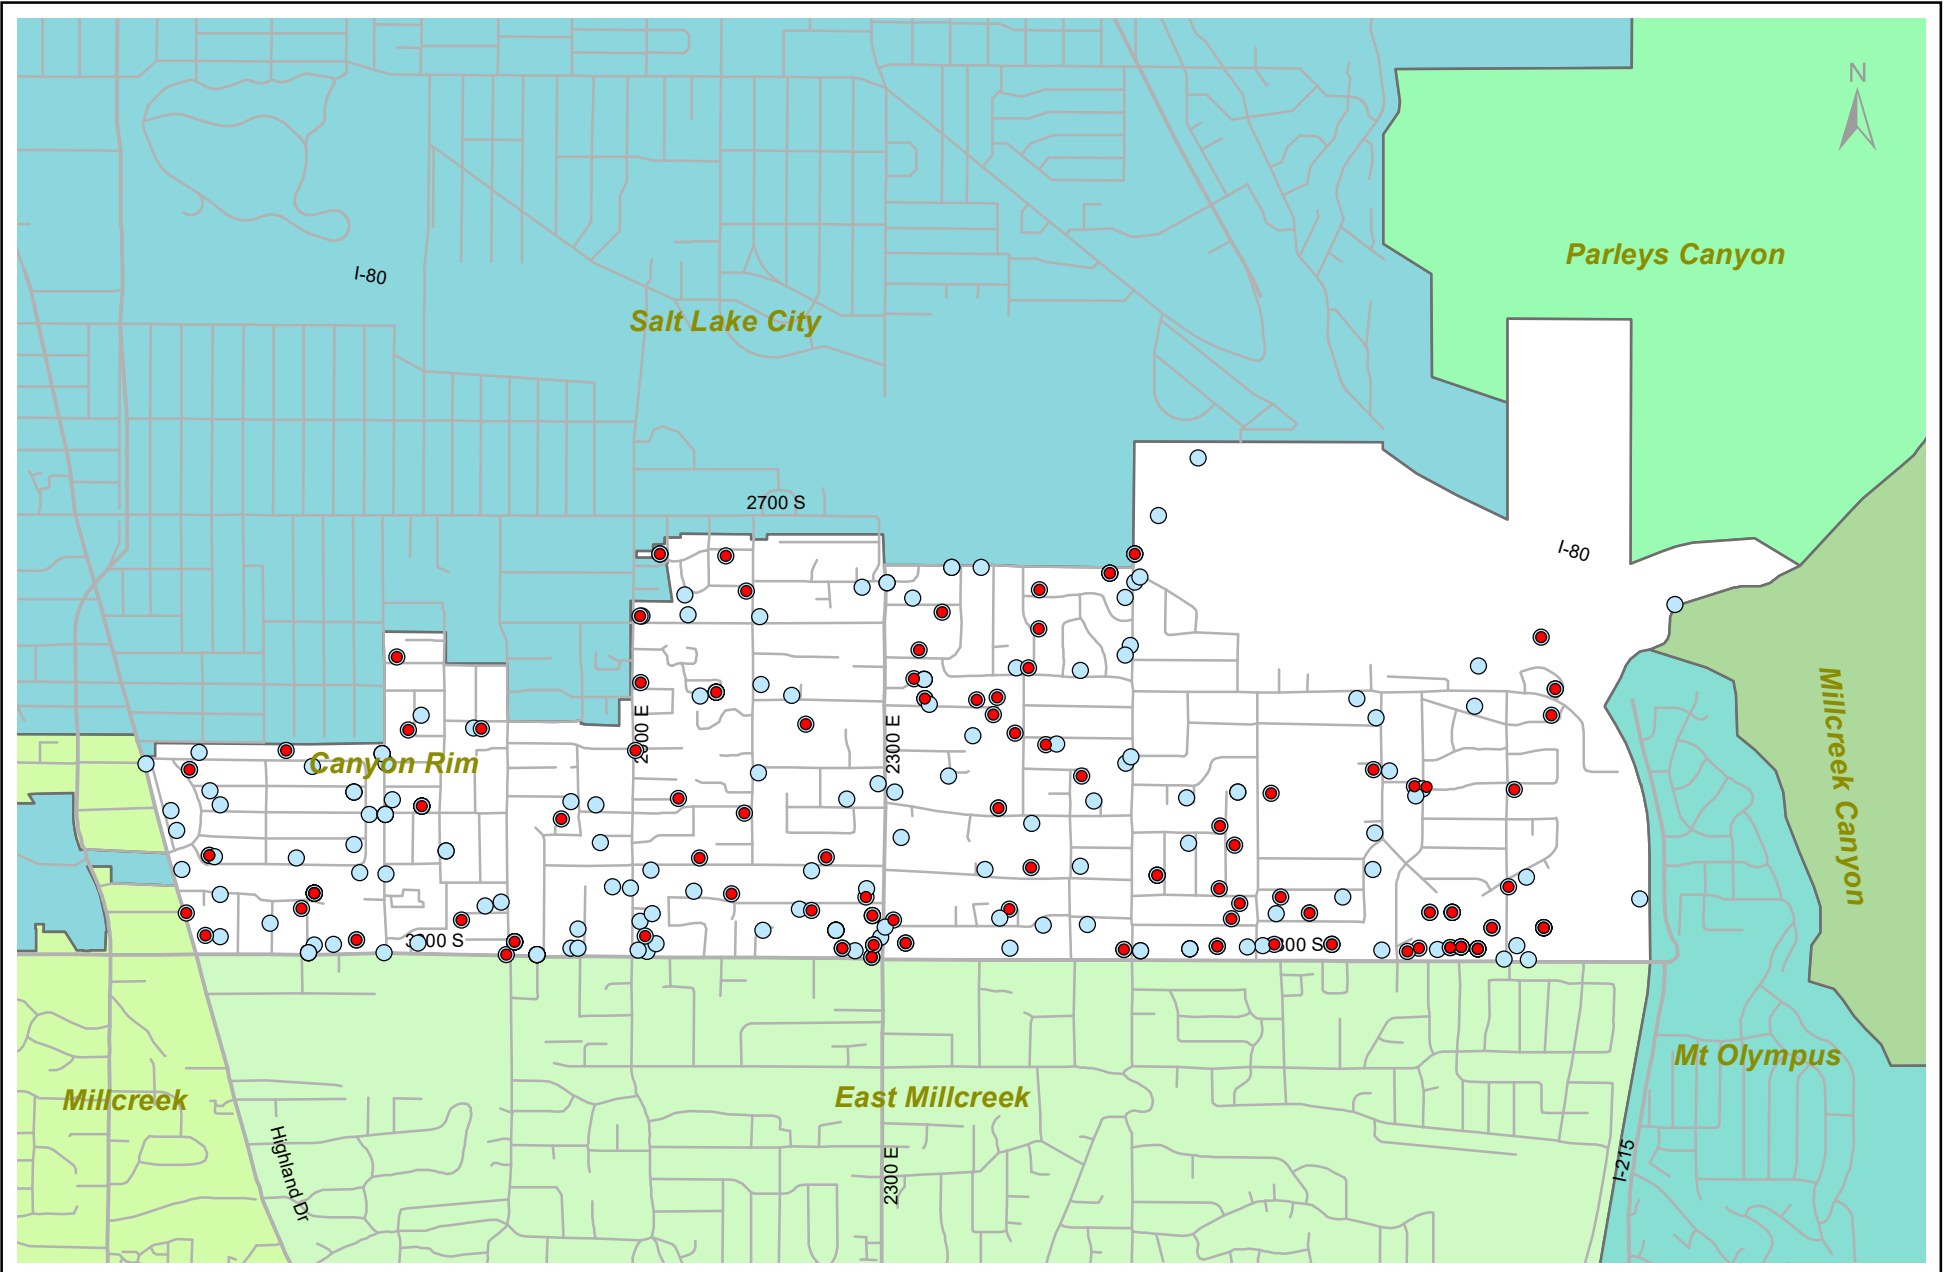 N
Parleys Canyon
I-80
Salt Lake City
2700 S
I-80
2300 E
Canyon Rim
Millcreek Canyon
S
S
Mt Olympus
Millcreek
East Millcreek
Highland Dr
2300 E
I-215